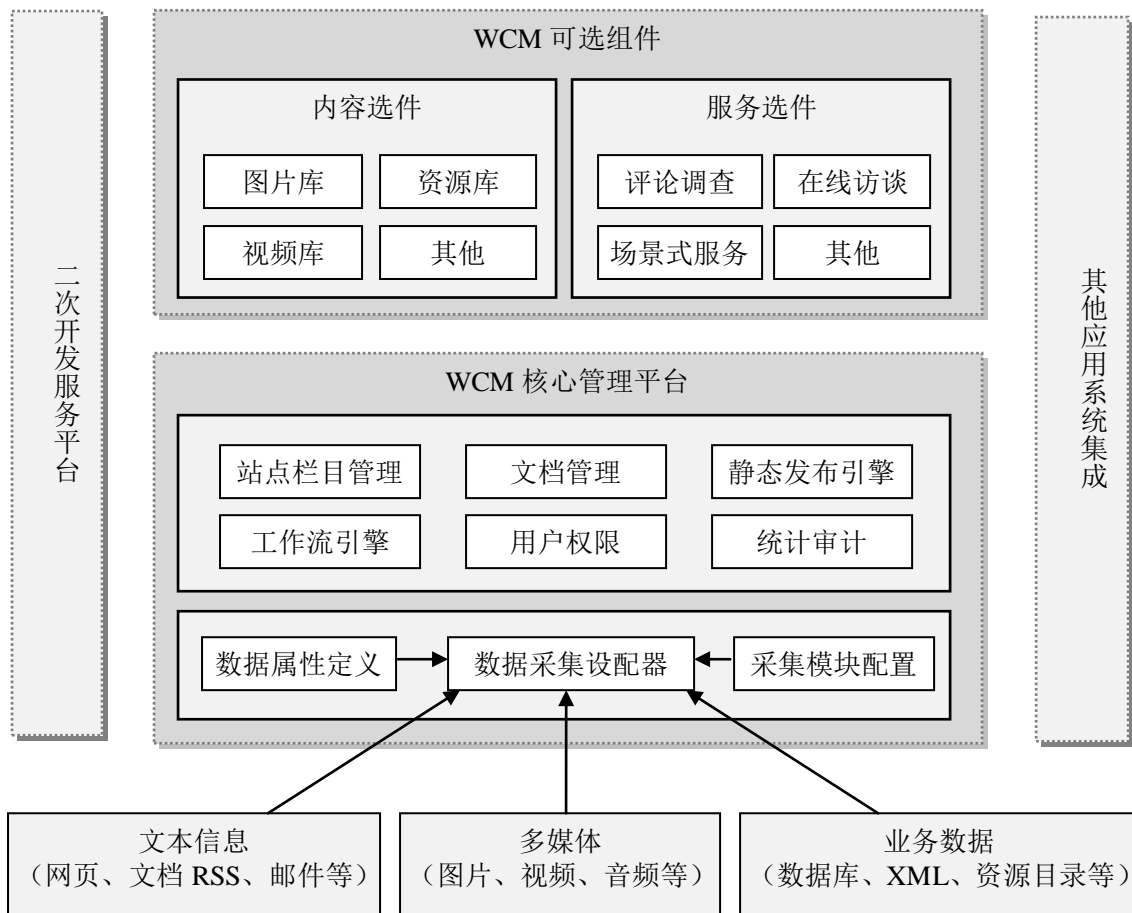 WCM 可选组件
内容选件
服务选件
图片库
资源库
评论调查
在线访谈
视频库
其他
场景式服务
其他
二次开发服务平台
其他应用系统集成
WCM 核心管理平台
站点栏目管理
文档管理
静态发布引擎
工作流引擎
用户权限
统计审计
数据属性定义
数据采集设配器
采集模块配置
文本信息
（网页、文档 RSS、邮件等）
多媒体
（图片、视频、音频等）
业务数据
（数据库、XML、资源目录等）